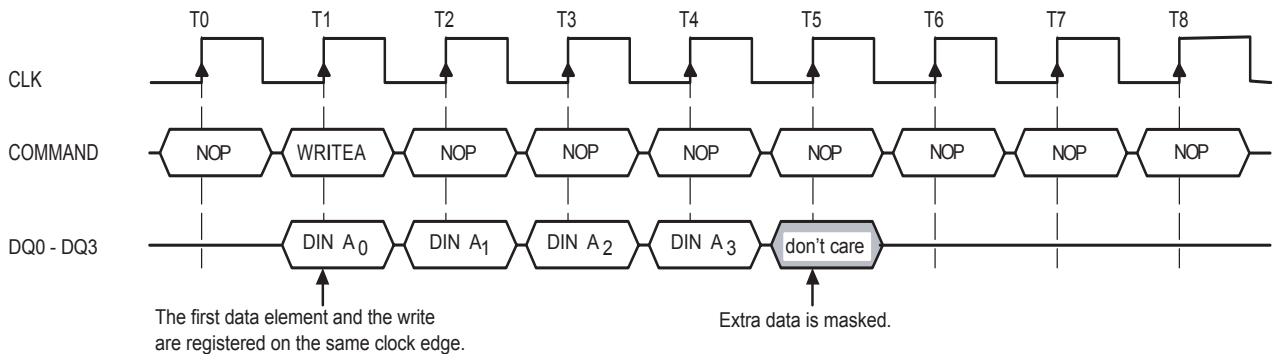 T0 T1 T2 T3 T4 T5 T6 T7 T8
CLK
COMMAND NOP WRITEA NOP NOP NOP NOP NOP NOP NOP
DQ0 - DQ3 DIN A0 DIN A1 DIN A2 DIN A3 don't care
The first data element and the write
are registered on the same clock edge.
Extra data is masked.